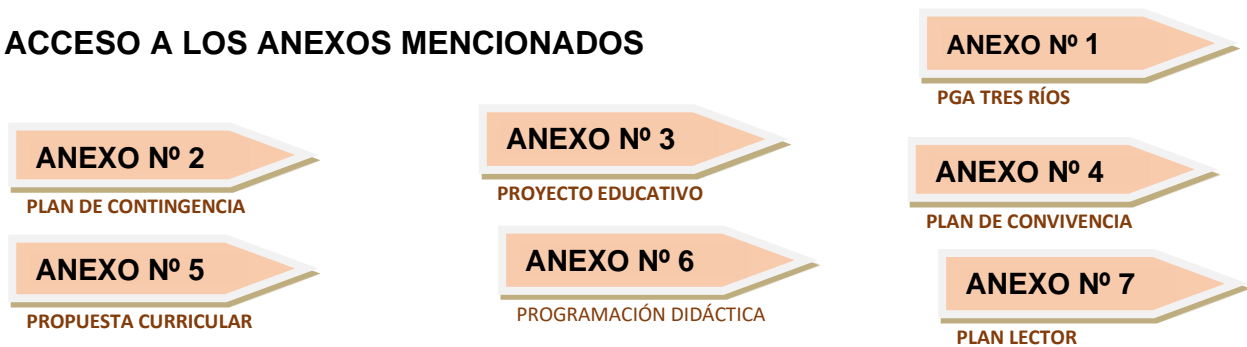 ACCESO A LOS ANEXOS MENCIONADOS
ANEXO Nº 1
PGA TRES RÍOS
ANEXO Nº 2
PLAN DE CONTINGENCIA
ANEXO Nº 3
PROYECTO EDUCATIVO
ANEXO Nº 4
PLAN DE CONVIVENCIA
ANEXO Nº 5
PROPUESTA CURRICULAR
ANEXO Nº 6
PROGRAMACIÓN DIDÁCTICA
ANEXO Nº 7
PLAN LECTOR